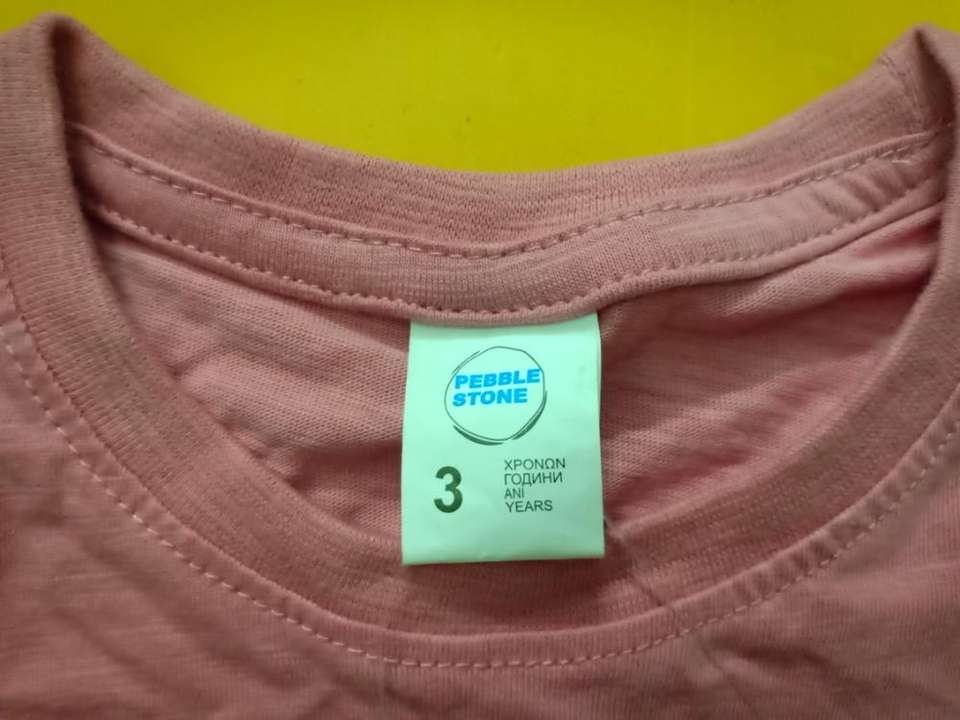 PEBBLE
STONE
3
ΧΡΟΝΩΝ
ГОДИНИ
ANI
YEARS